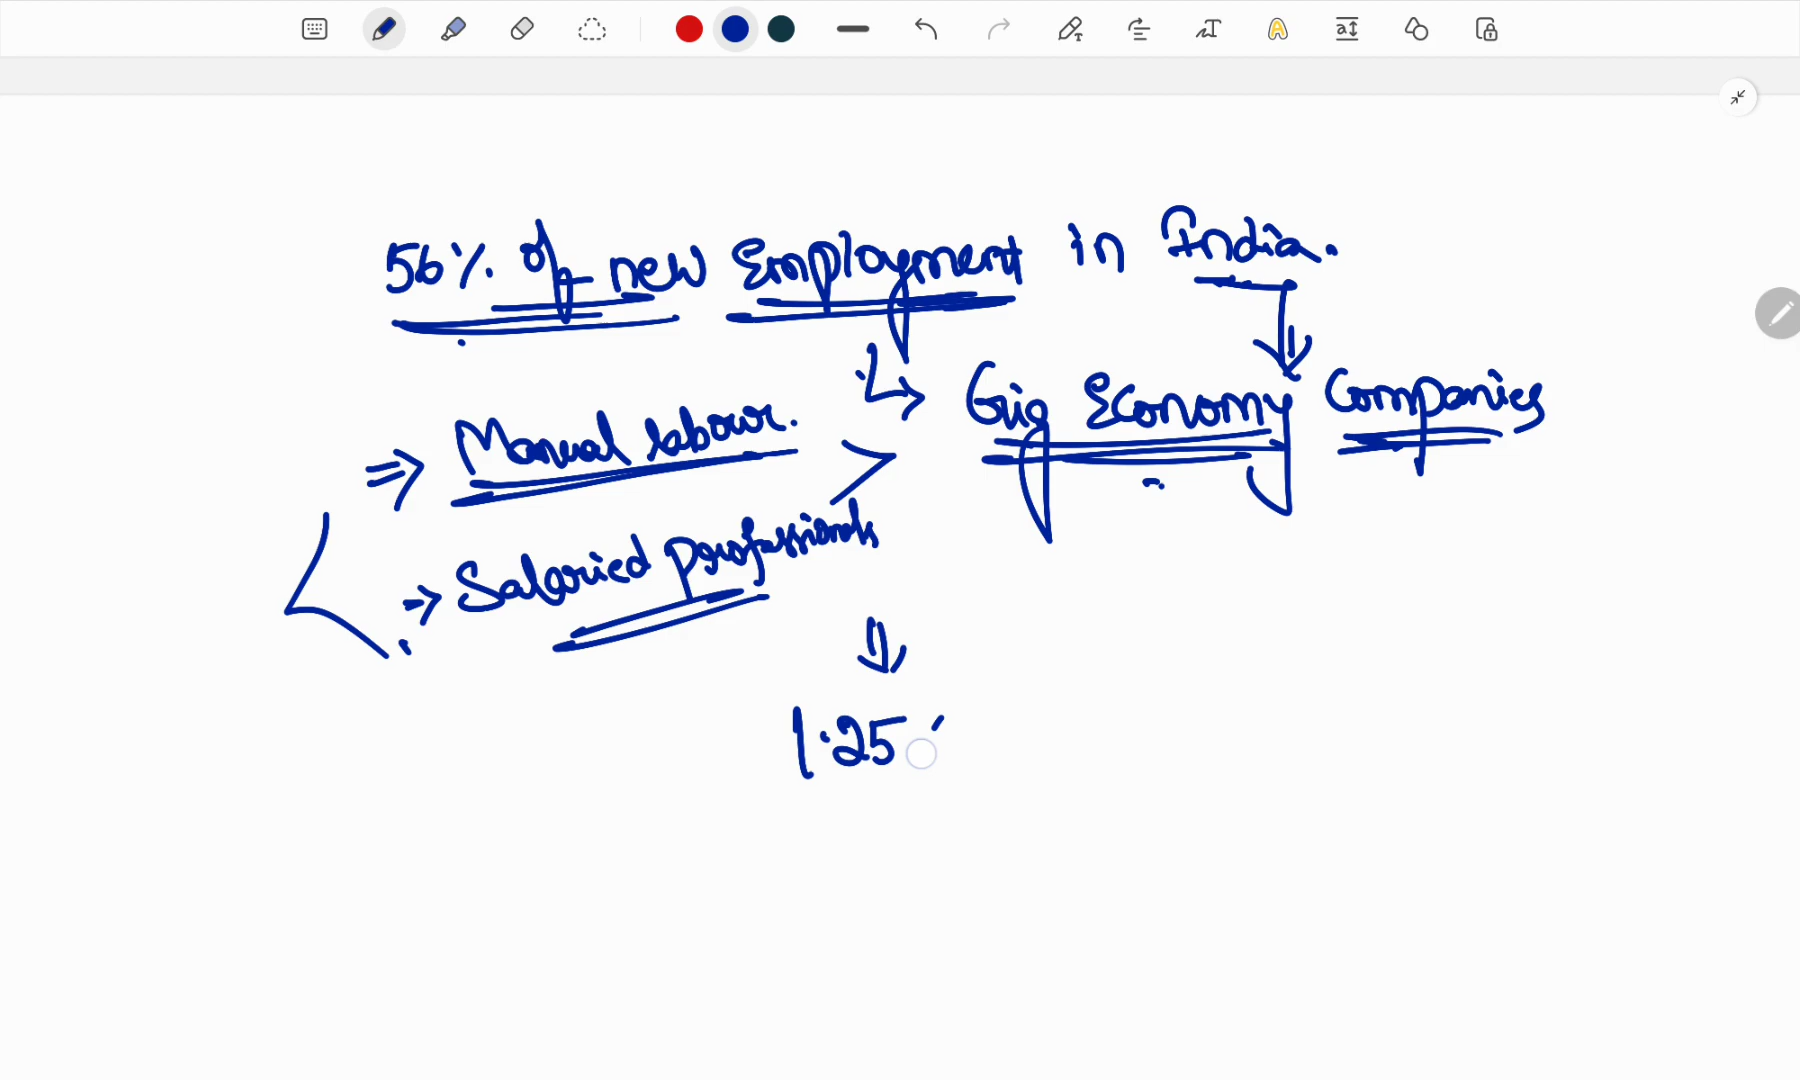 56% of new Employment in India.
Gig Economy Companies
⇒ Manual labour.
→ Salaried professionals
1.25